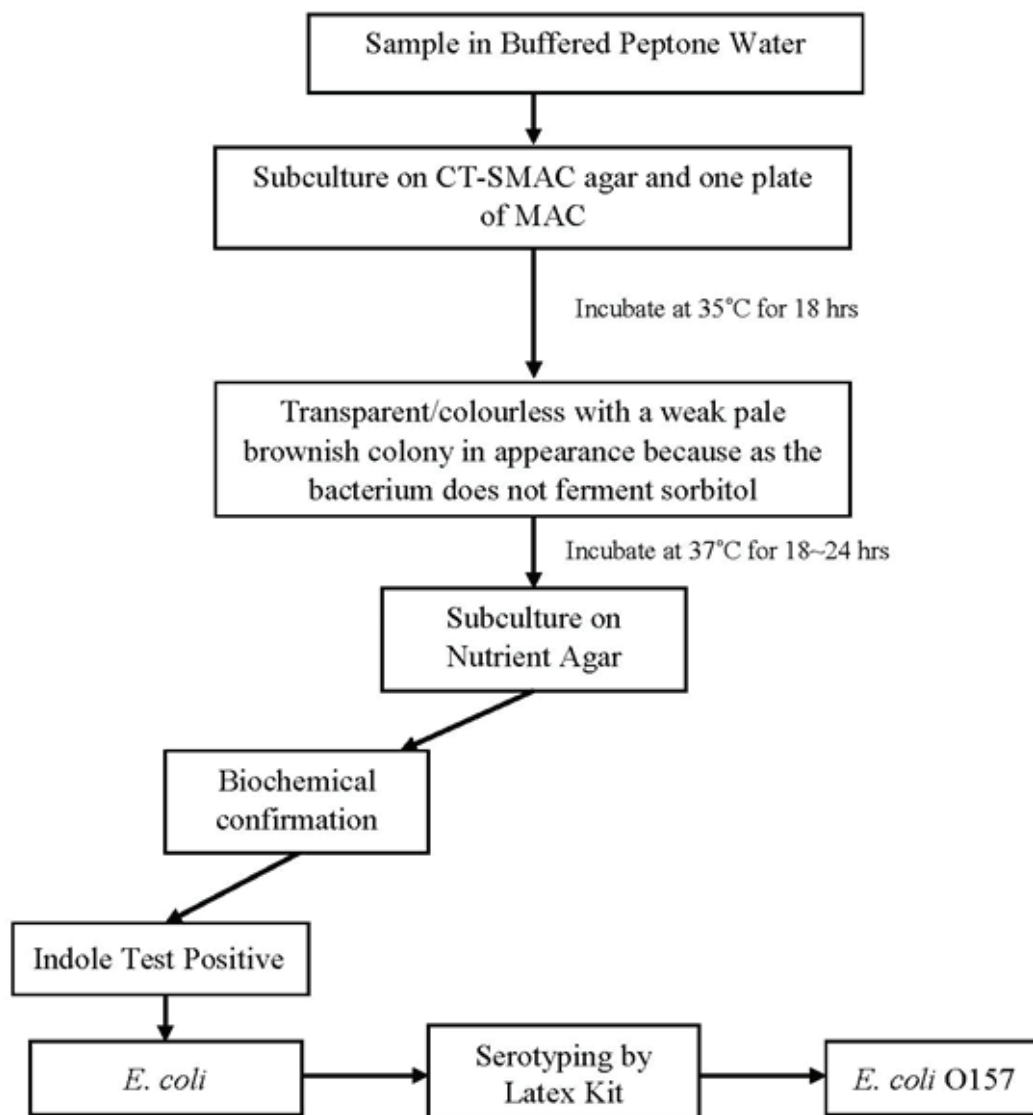 Sample in Buffered Peptone Water
Subculture on CT-SMAC agar and one plate
of MAC
Incubate at 35°C for 18 hrs
Transparent/colourless with a weak pale
brownish colony in appearance because as the
bacterium does not ferment sorbitol
Incubate at 37°C for 18~24 hrs
Subculture on
Nutrient Agar
Biochemical
confirmation
Indole Test Positive
E. coli
Serotyping by
Latex Kit
E. coli O157